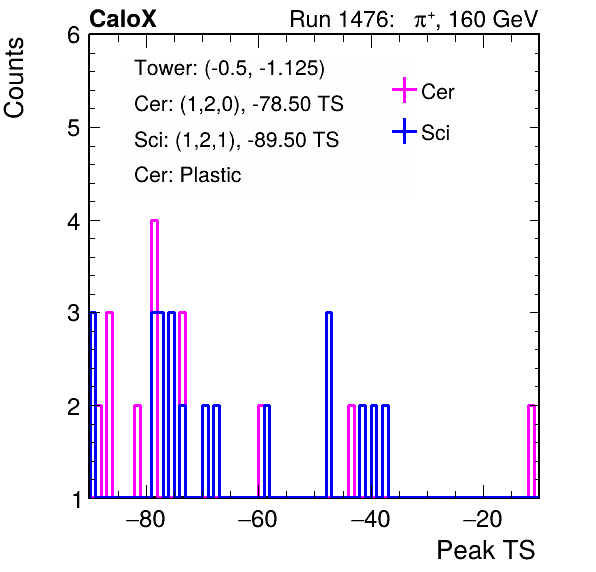 CaloX Run 1476: π⁺, 160 GeV
Counts
Tower: (-0.5, -1.125)
Cer: (1,2,0), -78.50 TS
Sci: (1,2,1), -89.50 TS
Cer: Plastic
Cer
Sci
6
5
4
3
2
1
−80 −60 −40 −20
Peak TS